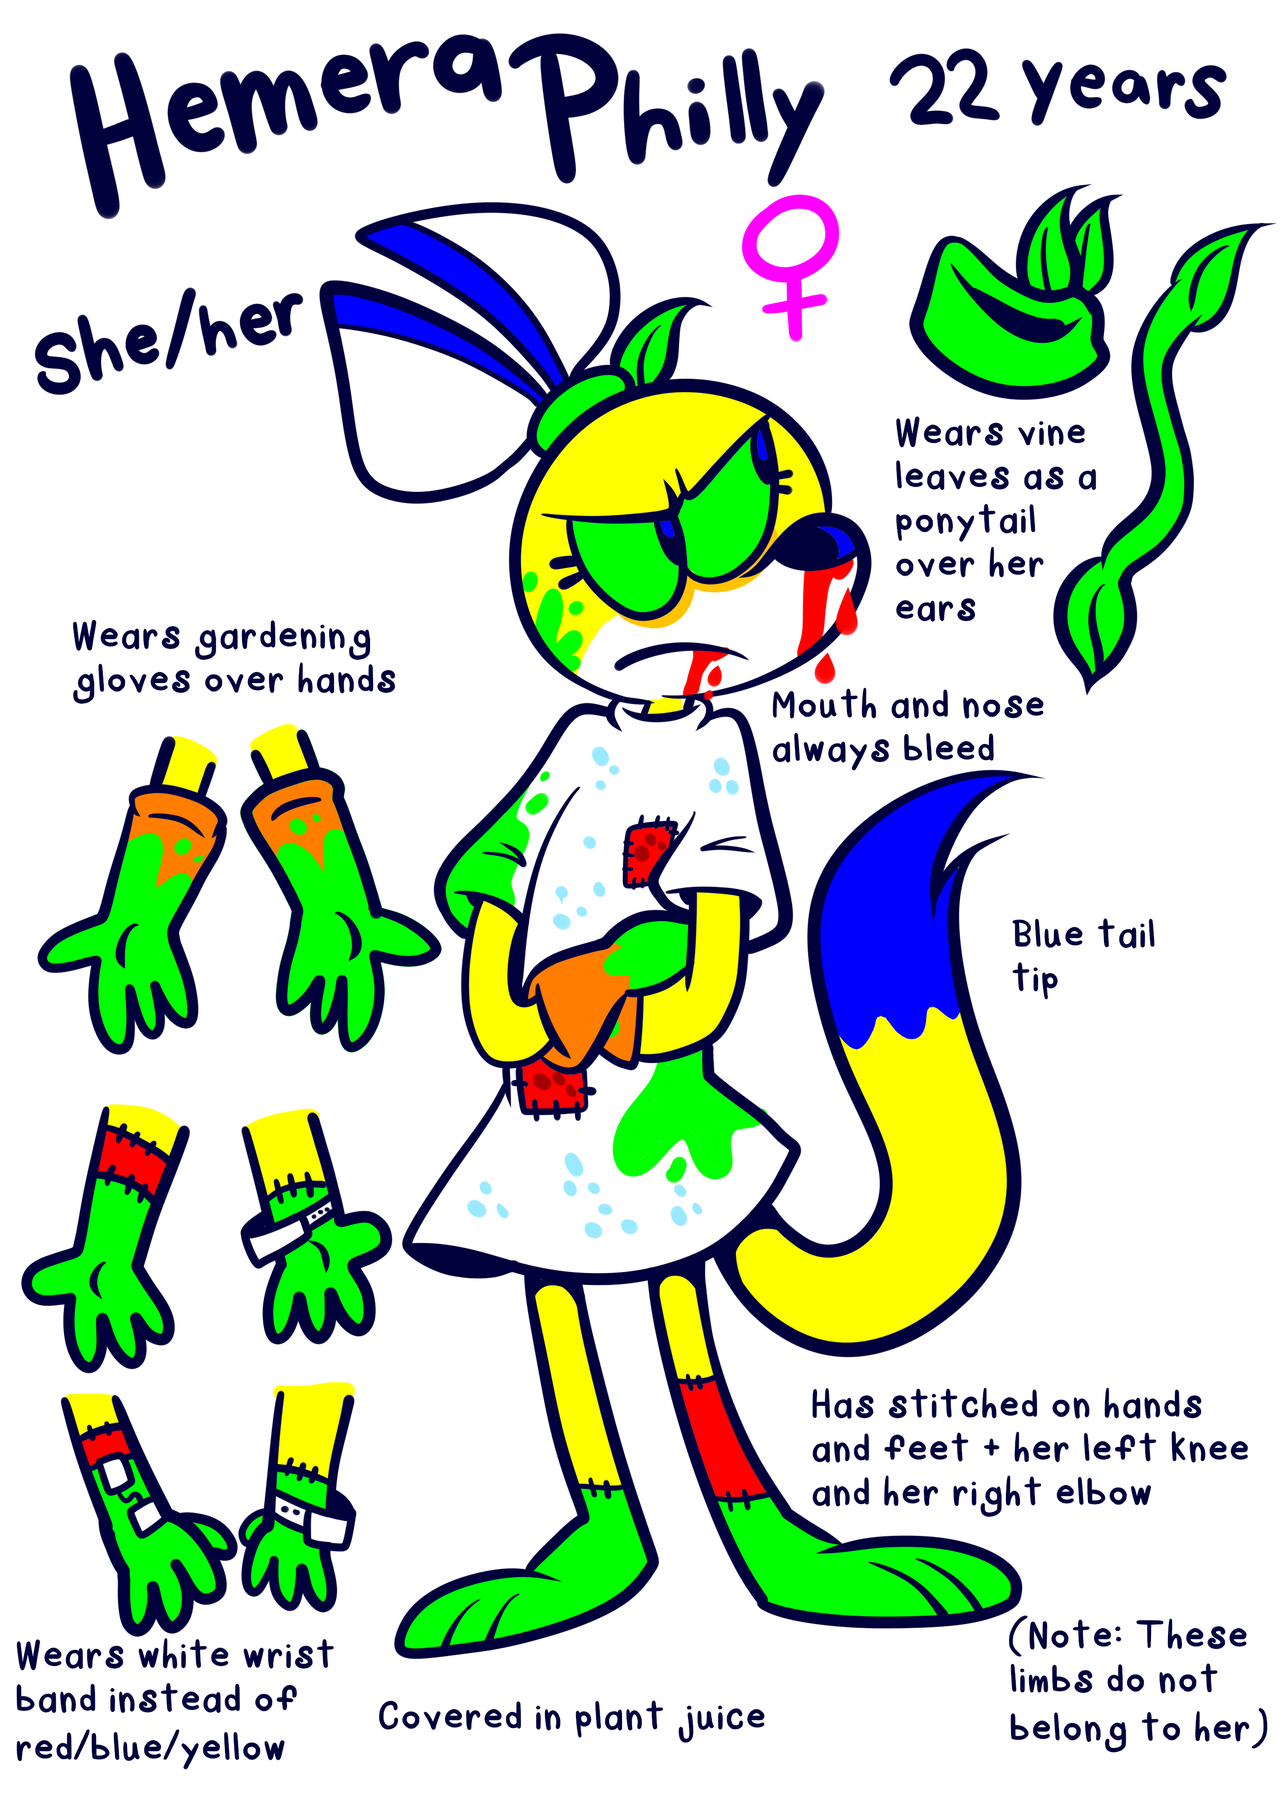 Hemera Philly 22 years
She/her
Wears vine
leaves as a
ponytail
over her
ears
Wears gardening
gloves over hands
Mouth and nose
always bleed
Blue tail
tip
Has stitched on hands
and feet + her left knee
and her right elbow
(Note: These
limbs do not
belong to her)
Wears white wrist
band instead of
red/blue/yellow
Covered in plant juice